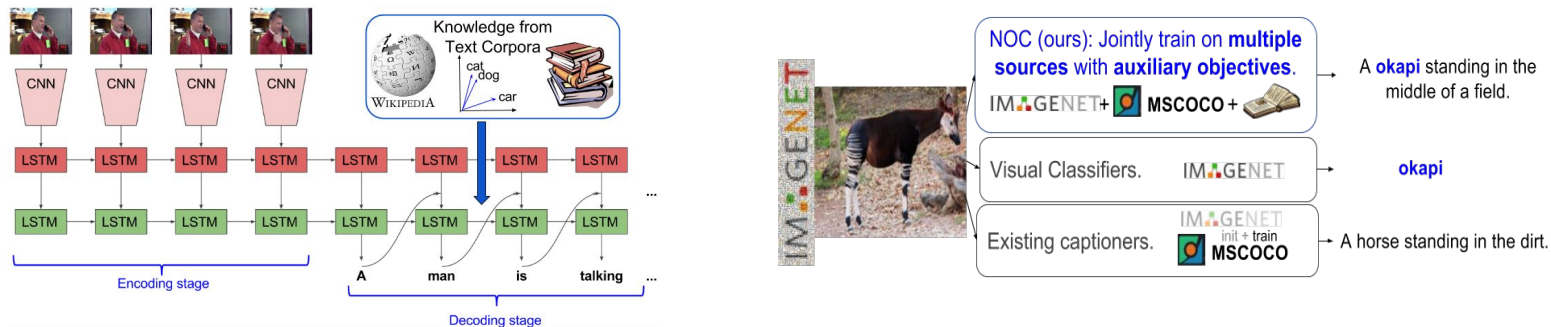 Knowledge from
Text Corpora
cat
dog
car
WIKIPEDIA
CNN CNN CNN CNN
LSTM LSTM LSTM LSTM LSTM LSTM LSTM LSTM
...
LSTM LSTM LSTM LSTM LSTM LSTM LSTM LSTM
A man is talking ...
Encoding stage
Decoding stage
IMAGENET
NOC (ours): Jointly train on multiple
sources with auxiliary objectives.
IMAGENET + MSCOCO +
A okapi standing in the
middle of a field.
Visual Classifiers. IMAGENET
okapi
Existing captioners.
IMAGENET
init + train
MSCOCO
A horse standing in the dirt.